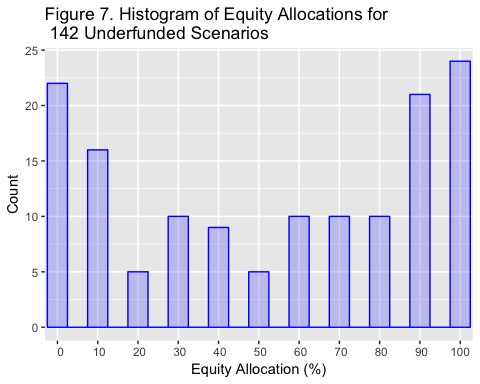 Figure 7. Histogram of Equity Allocations for
142 Underfunded Scenarios
25
20
15
10
5
0
Count
0 10 20 30 40 50 60 70 80 90 100
Equity Allocation (%)